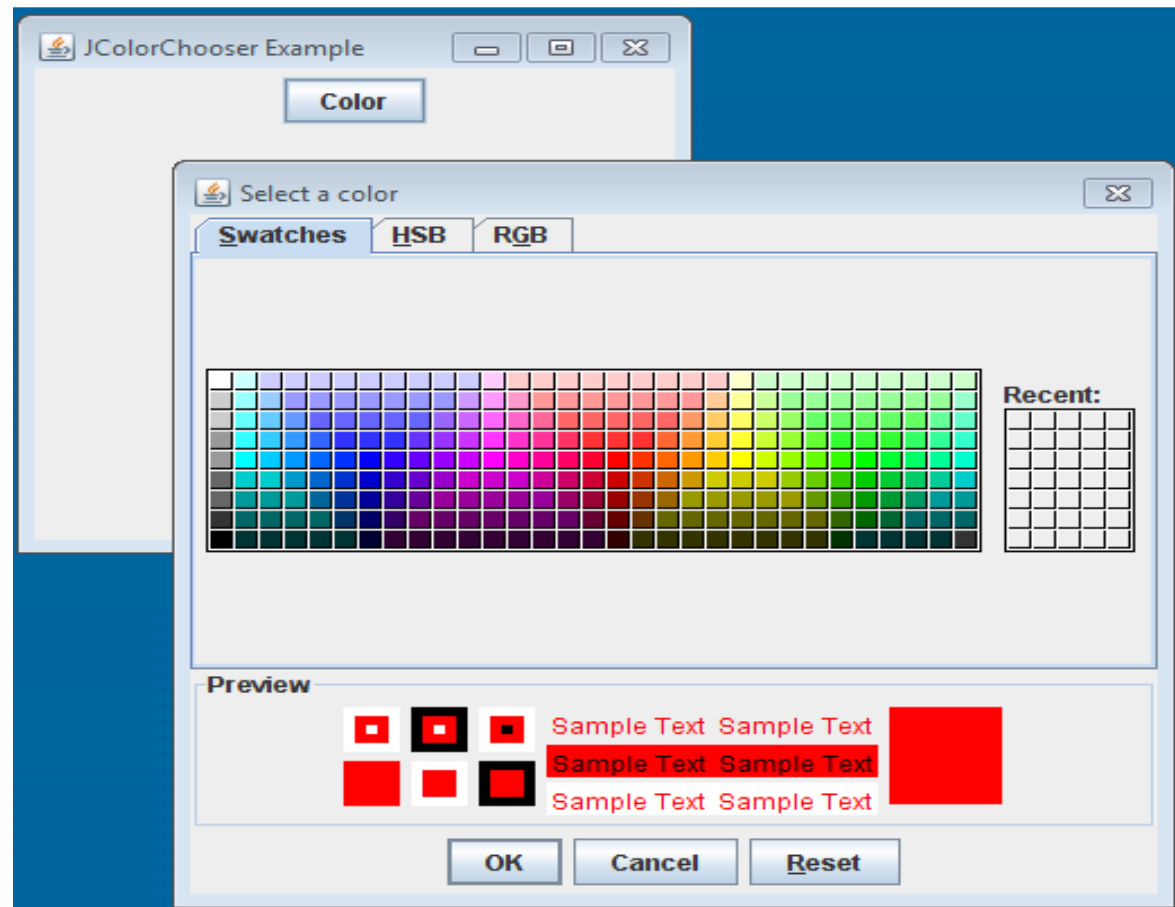 JColorChooser Example
Color
Select a color
Swatches HSB RGB
Recent:
Preview
Sample Text Sample Text
Sample Text Sample Text
Sample Text Sample Text
OK Cancel Reset